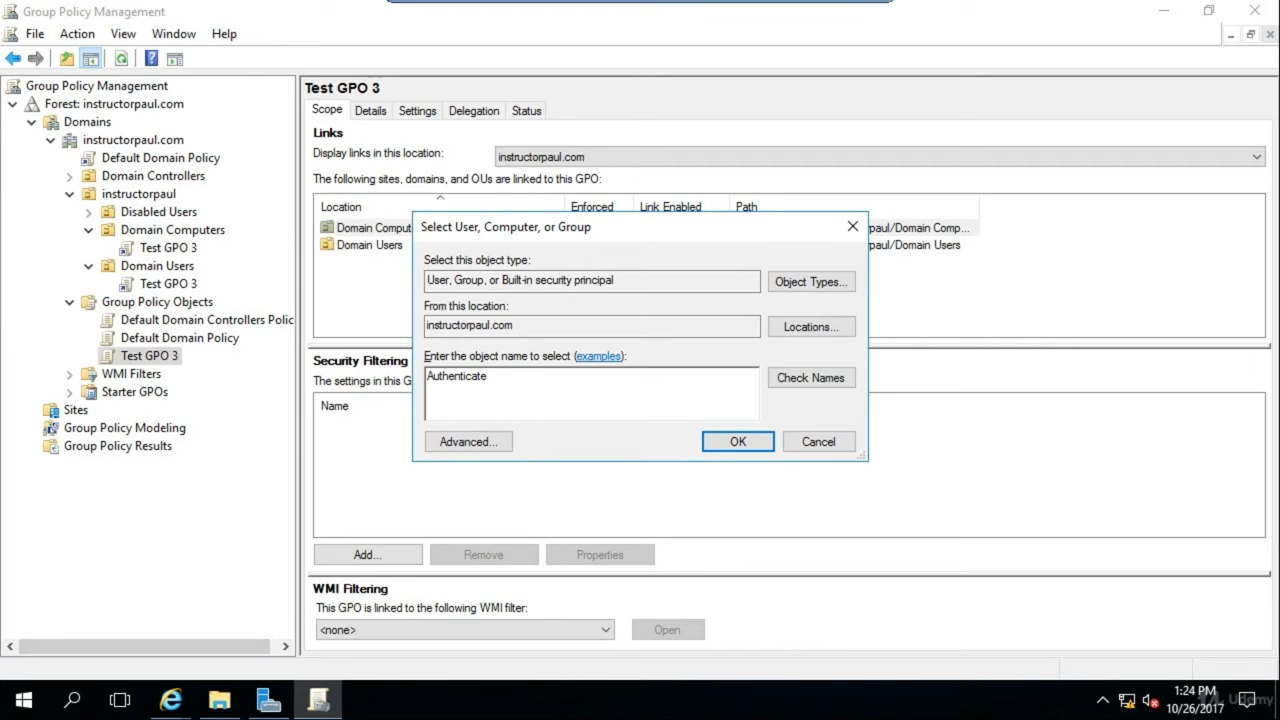 Group Policy Management
File Action View Window Help
Group Policy Management
Forest: instructorpaul.com
Domains
instructorpaul.com
Default Domain Policy
Domain Controllers
instructorpaul
Disabled Users
Domain Computers
Test GPO 3
Domain Users
Test GPO 3
Group Policy Objects
Default Domain Controllers Polic
Default Domain Policy
Test GPO 3
WMI Filters
Starter GPOs
Sites
Group Policy Modeling
Group Policy Results
Test GPO 3
Scope Details Settings Delegation Status
Links
Display links in this location: instructorpaul.com
The following sites, domains, and OUs are linked to this GPO:
Location Enforced Link Enabled Path
Domain Comput paul/Domain Comp...
Domain Users paul/Domain Users
Security Filtering
The settings in this G
Name
Add... Remove Properties
WMI Filtering
This GPO is linked to the following WMI filter:
<none> Open
Select User, Computer, or Group
Select this object type:
User, Group, or Built-in security principal Object Types...
From this location:
instructorpaul.com Locations...
Enter the object name to select (examples):
Authenticate Check Names
Advanced... OK Cancel
1:24 PM
10/26/2017
Udemy